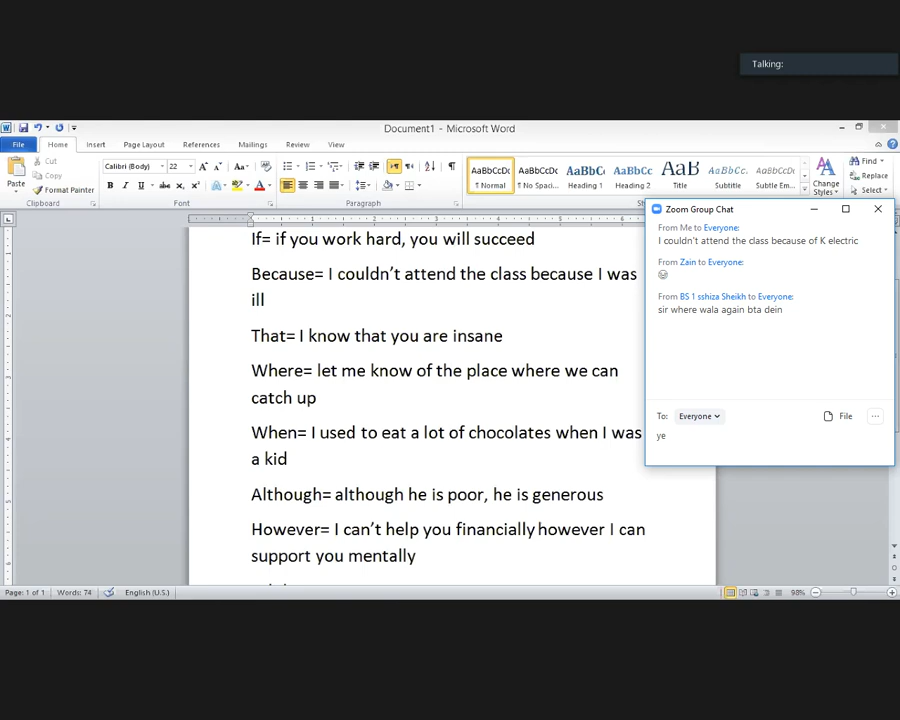 Talking:
Document1 - Microsoft Word
File Home Insert Page Layout References Mailings Review View
Cut
Copy
Format Painter
Paste
Calibri (Body) 22
Clipboard Font Paragraph
AaBbCcDc AaBbCcDc AaBbC AaBbCc AaB AaBbCc. AaBbCcDc
¶ Normal ¶ No Spaci... Heading 1 Heading 2 Title Subtitle Subtle Em...
Change Styles
Find
Replace
Select
If= if you work hard, you will succeed
Because= I couldn’t attend the class because I was
ill
That= I know that you are insane
Where= let me know of the place where we can
catch up
When= I used to eat a lot of chocolates when I was
a kid
Although= although he is poor, he is generous
However= I can’t help you financially however I can
support you mentally
Zoom Group Chat
From Me to Everyone:
I couldn't attend the class because of K electric
From Zain to Everyone:
From BS 1 sshiza Sheikh to Everyone:
sir where wala again bta dein
To: Everyone File ...
ye
Page: 1 of 1 Words: 74 English (U.S.) 98%